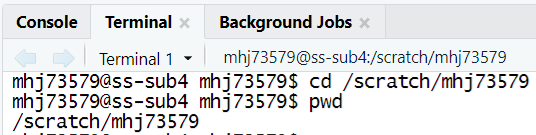 Console Terminal × Background Jobs ×
Terminal 1 mhj73579@ss-sub4:/scratch/mhj73579
mhj73579@ss-sub4 mhj73579$ cd /scratch/mhj73579
mhj73579@ss-sub4 mhj73579$ pwd
/scratch/mhj73579